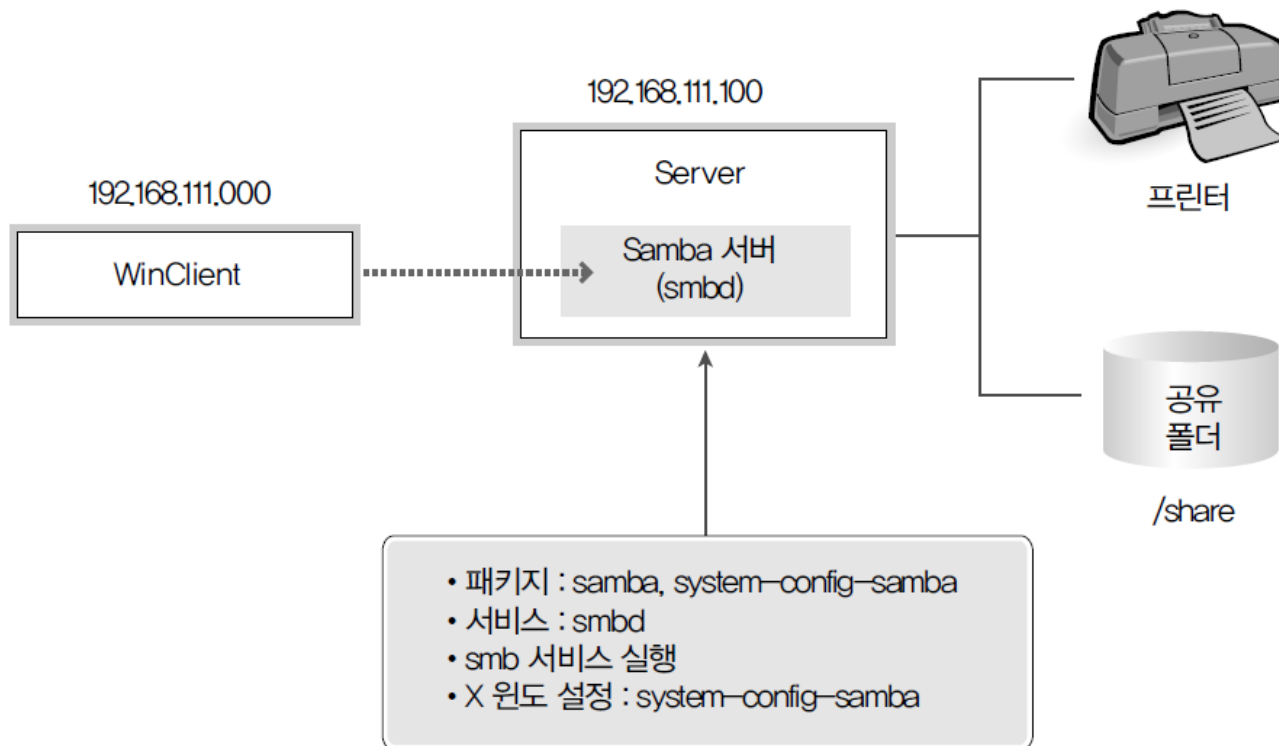 192.168.111.100
프린터
192.168.111.000
Server
WinClient
Samba 서버
(smbd)
공유
폴더
/share
• 패키지 : samba, system-config-samba
• 서비스 : smbd
• smb 서비스 실행
• X 윈도 설정 : system-config-samba